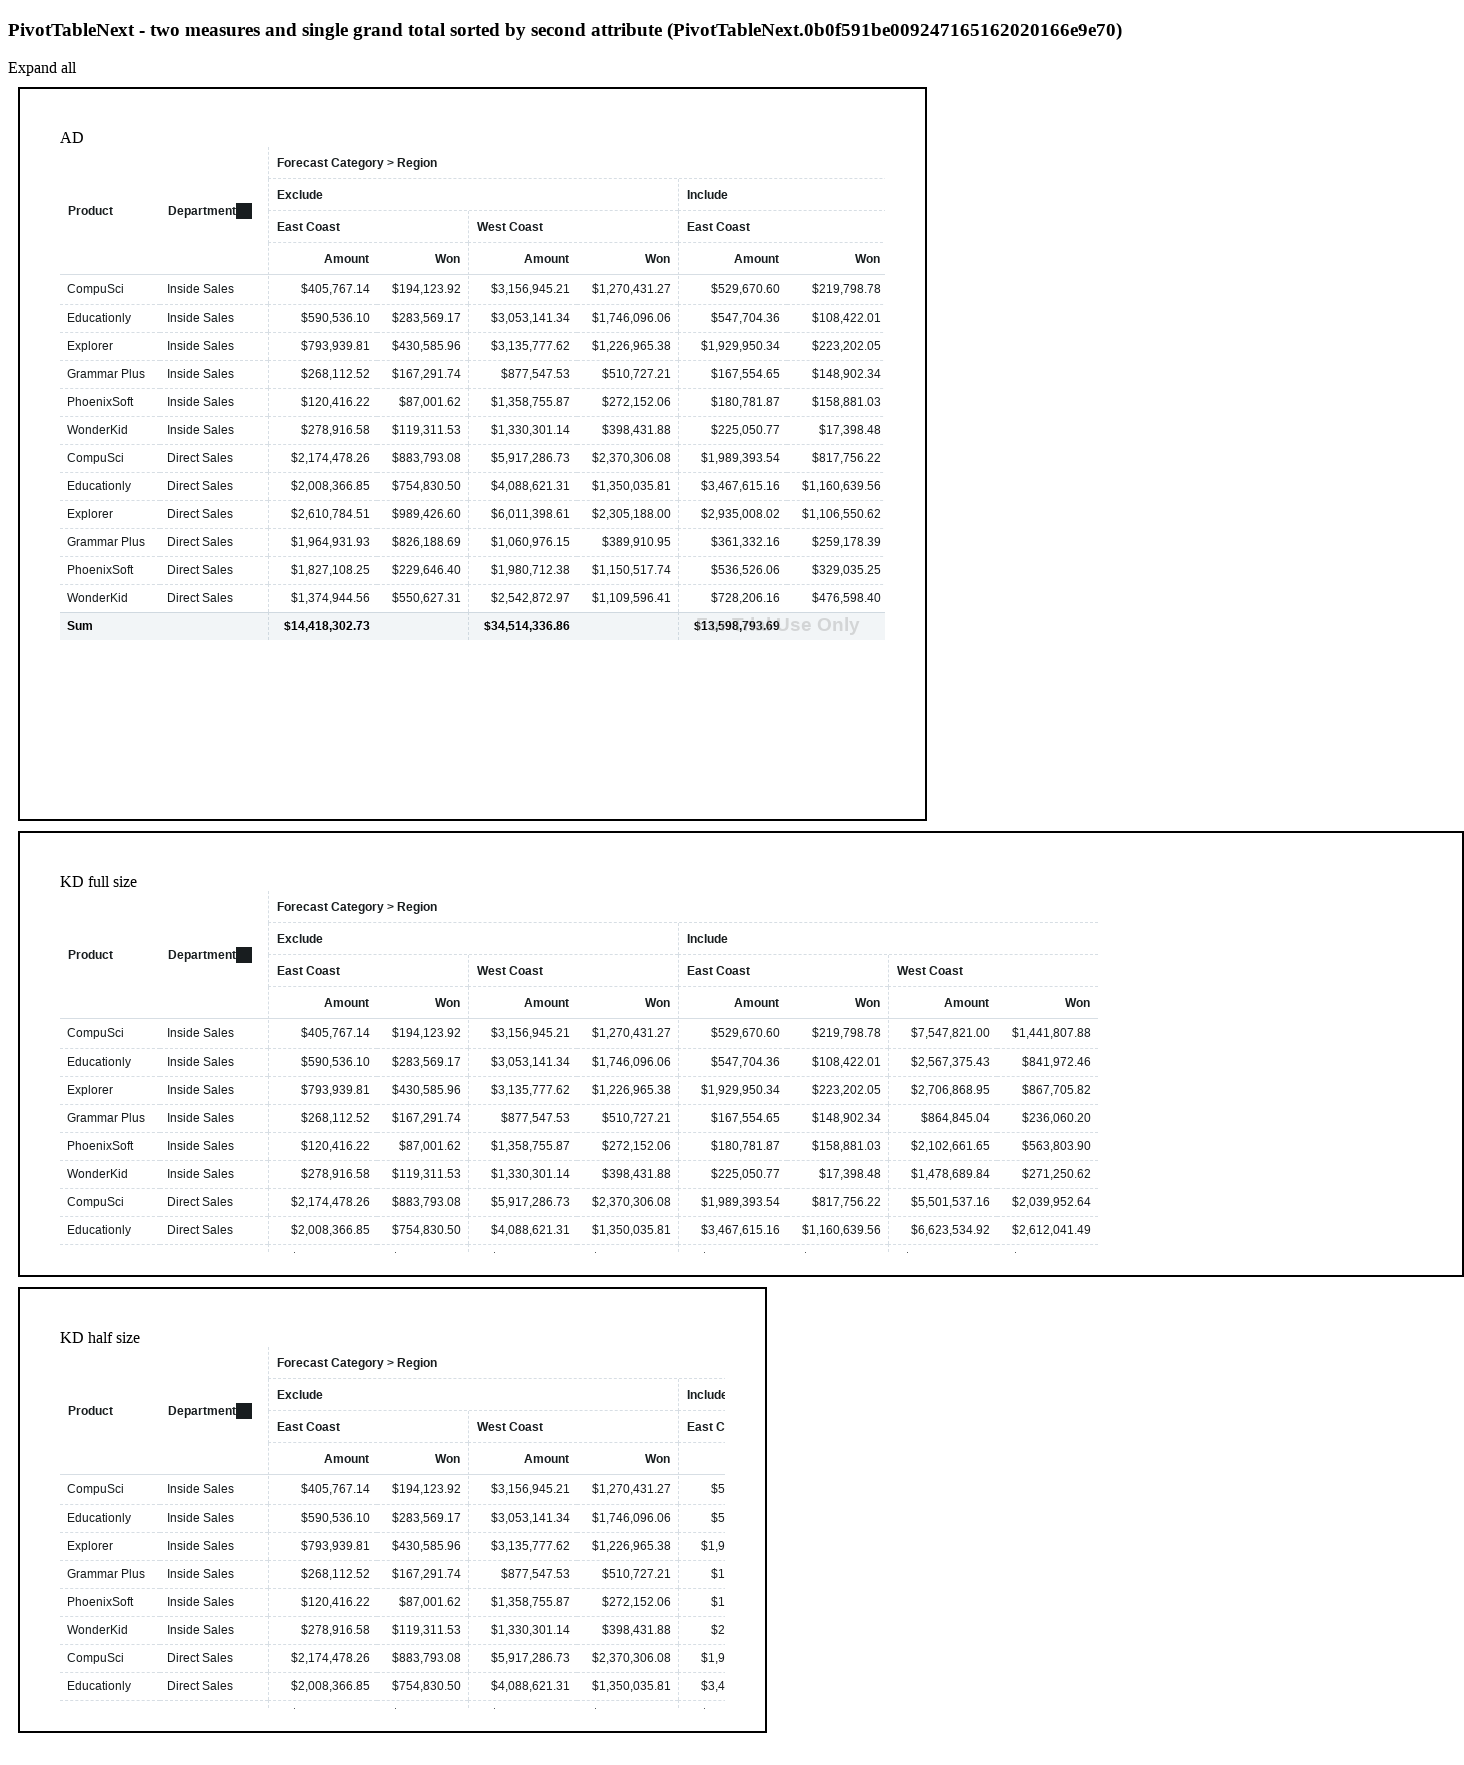 PivotTableNext - two measures and single grand total sorted by second attribute (PivotTableNext.0b0f591be009247165162020166e9e70)
Expand all
AD
Forecast Category > Region
Product Department Exclude Include
East Coast West Coast East Coast
Amount Won Amount Won Amount Won
CompuSci Inside Sales $405,767.14 $194,123.92 $3,156,945.21 $1,270,431.27 $529,670.60 $219,798.78
Educationly Inside Sales $590,536.10 $283,569.17 $3,053,141.34 $1,746,096.06 $547,704.36 $108,422.01
Explorer Inside Sales $793,939.81 $430,585.96 $3,135,777.62 $1,226,965.38 $1,929,950.34 $223,202.05
Grammar Plus Inside Sales $268,112.52 $167,291.74 $877,547.53 $510,727.21 $167,554.65 $148,902.34
PhoenixSoft Inside Sales $120,416.22 $87,001.62 $1,358,755.87 $272,152.06 $180,781.87 $158,881.03
WonderKid Inside Sales $278,916.58 $119,311.53 $1,330,301.14 $398,431.88 $225,050.77 $17,398.48
CompuSci Direct Sales $2,174,478.26 $883,793.08 $5,917,286.73 $2,370,306.08 $1,989,393.54 $817,756.22
Educationly Direct Sales $2,008,366.85 $754,830.50 $4,088,621.31 $1,350,035.81 $3,467,615.16 $1,160,639.56
Explorer Direct Sales $2,610,784.51 $989,426.60 $6,011,398.61 $2,305,188.00 $2,935,008.02 $1,106,550.62
Grammar Plus Direct Sales $1,964,931.93 $826,188.69 $1,060,976.15 $389,910.95 $361,332.16 $259,178.39
PhoenixSoft Direct Sales $1,827,108.25 $229,646.40 $1,980,712.38 $1,150,517.74 $536,526.06 $329,035.25
WonderKid Direct Sales $1,374,944.56 $550,627.31 $2,542,872.97 $1,109,596.41 $728,206.16 $476,598.40
Sum $14,418,302.73 $34,514,336.86 $13,598,793.69 Use Only
KD full size
Forecast Category > Region
Product Department Exclude Include
East Coast West Coast East Coast West Coast
Amount Won Amount Won Amount Won Amount Won
CompuSci Inside Sales $405,767.14 $194,123.92 $3,156,945.21 $1,270,431.27 $529,670.60 $219,798.78 $7,547,821.00 $1,441,807.88
Educationly Inside Sales $590,536.10 $283,569.17 $3,053,141.34 $1,746,096.06 $547,704.36 $108,422.01 $2,567,375.43 $841,972.46
Explorer Inside Sales $793,939.81 $430,585.96 $3,135,777.62 $1,226,965.38 $1,929,950.34 $223,202.05 $2,706,868.95 $867,705.82
Grammar Plus Inside Sales $268,112.52 $167,291.74 $877,547.53 $510,727.21 $167,554.65 $148,902.34 $864,845.04 $236,060.20
PhoenixSoft Inside Sales $120,416.22 $87,001.62 $1,358,755.87 $272,152.06 $180,781.87 $158,881.03 $2,102,661.65 $563,803.90
WonderKid Inside Sales $278,916.58 $119,311.53 $1,330,301.14 $398,431.88 $225,050.77 $17,398.48 $1,478,689.84 $271,250.62
CompuSci Direct Sales $2,174,478.26 $883,793.08 $5,917,286.73 $2,370,306.08 $1,989,393.54 $817,756.22 $5,501,537.16 $2,039,952.64
Educationly Direct Sales $2,008,366.85 $754,830.50 $4,088,621.31 $1,350,035.81 $3,467,615.16 $1,160,639.56 $6,623,534.92 $2,612,041.49
KD half size
Forecast Category > Region
Product Department Exclude Include
East Coast West Coast East C
Amount Won Amount Won
CompuSci Inside Sales $405,767.14 $194,123.92 $3,156,945.21 $1,270,431.27 $5
Educationly Inside Sales $590,536.10 $283,569.17 $3,053,141.34 $1,746,096.06 $5
Explorer Inside Sales $793,939.81 $430,585.96 $3,135,777.62 $1,226,965.38 $1,9
Grammar Plus Inside Sales $268,112.52 $167,291.74 $877,547.53 $510,727.21 $1
PhoenixSoft Inside Sales $120,416.22 $87,001.62 $1,358,755.87 $272,152.06 $1
WonderKid Inside Sales $278,916.58 $119,311.53 $1,330,301.14 $398,431.88 $2
CompuSci Direct Sales $2,174,478.26 $883,793.08 $5,917,286.73 $2,370,306.08 $1,9
Educationly Direct Sales $2,008,366.85 $754,830.50 $4,088,621.31 $1,350,035.81 $3,4